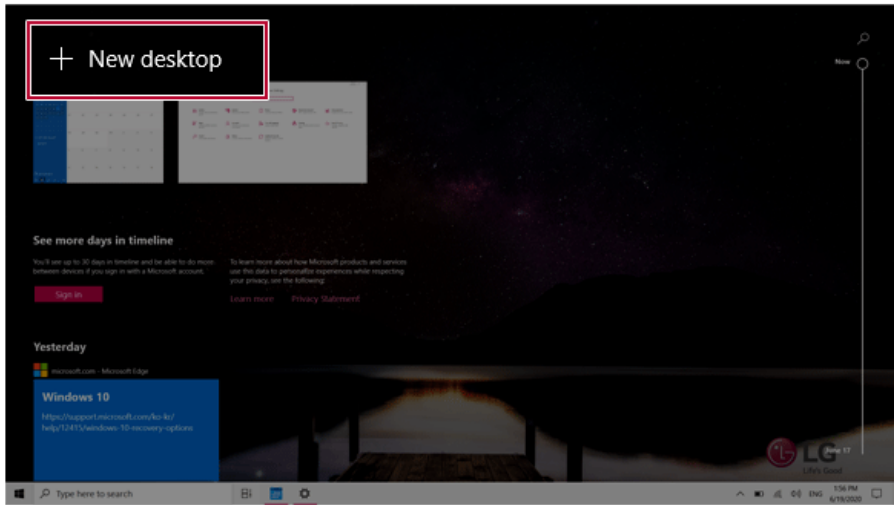 + New desktop
Now
See more days in timeline
You'll see up to 30 days in timeline and be able to do more
between devices if you sign in with a Microsoft account.
To learn more about how Microsoft products and services
use this data to personalize experiences while respecting
your privacy, see the following:
Sign in
Learn more Privacy Statement
Yesterday
microsoft.com - Microsoft Edge
Windows 10
https://support.microsoft.com/ko-kr/
help/12415/windows-10-recovery-options
LG
Life's Good
June 17
Type here to search
ENG
1:56 PM
6/19/2020